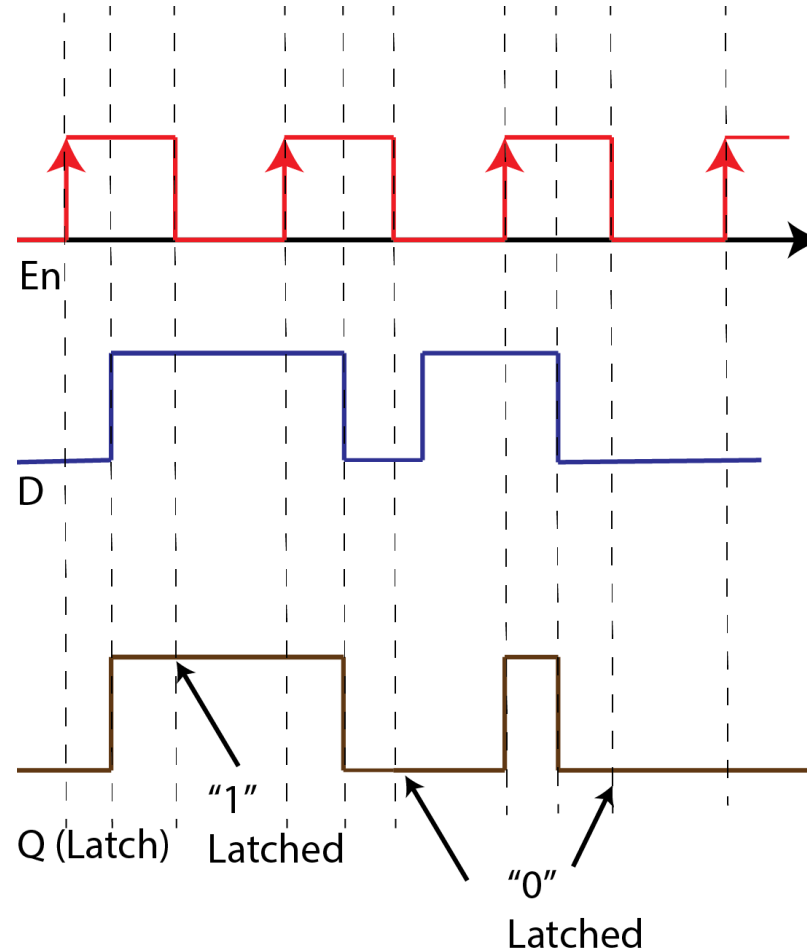 En
D
“1”
Q (Latch)
Latched
“0”
Latched